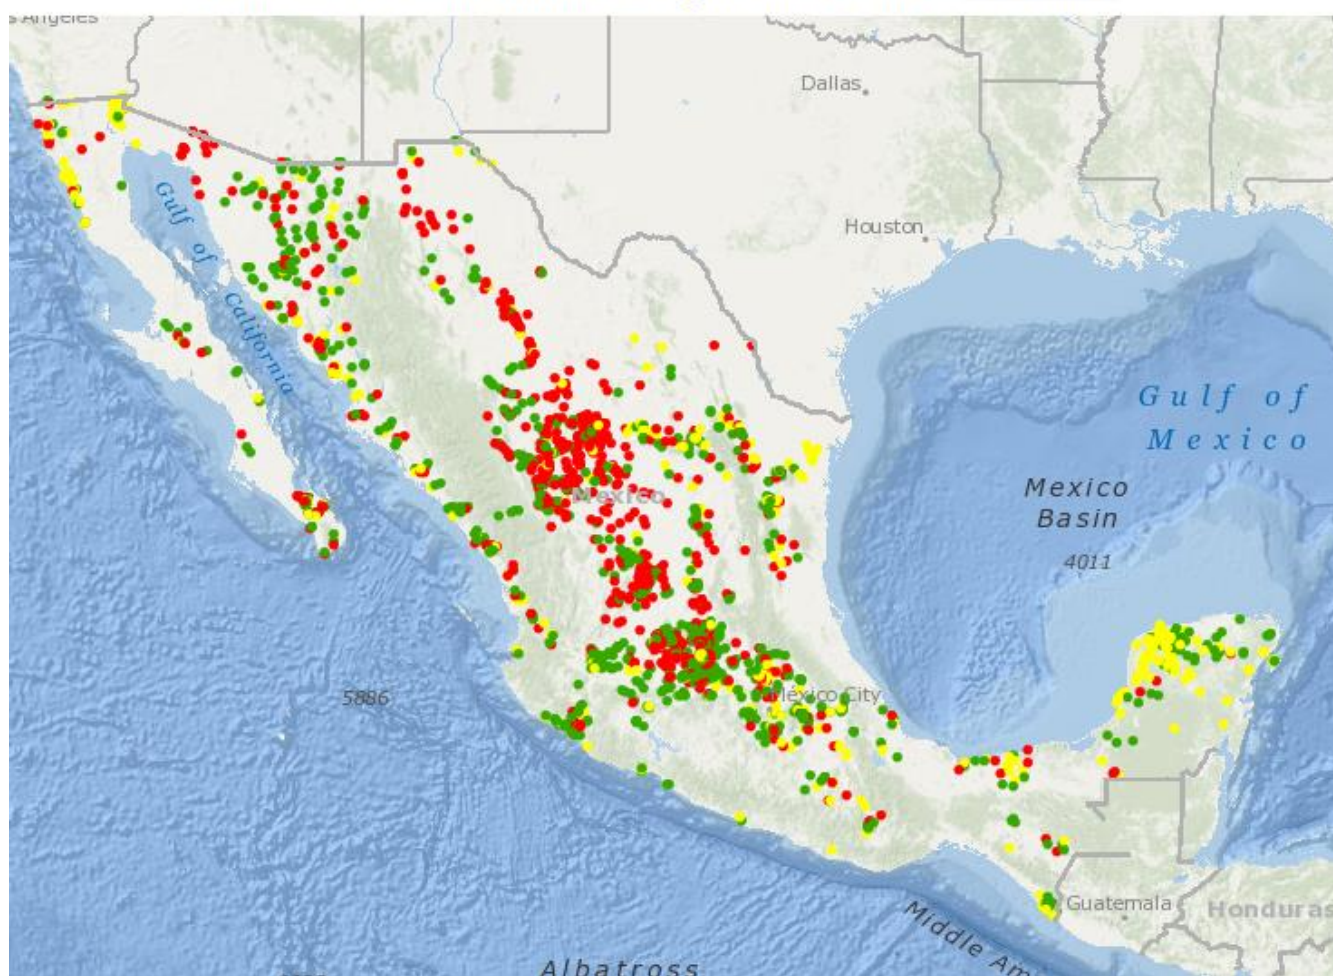 s Angeles
Dallas
Houston
Gulf of
California
Gulf of
Mexico
Mexico
Basin
4011
Mexico
5886
México City
Guatemala
Honduras
Middle Am
Albatross